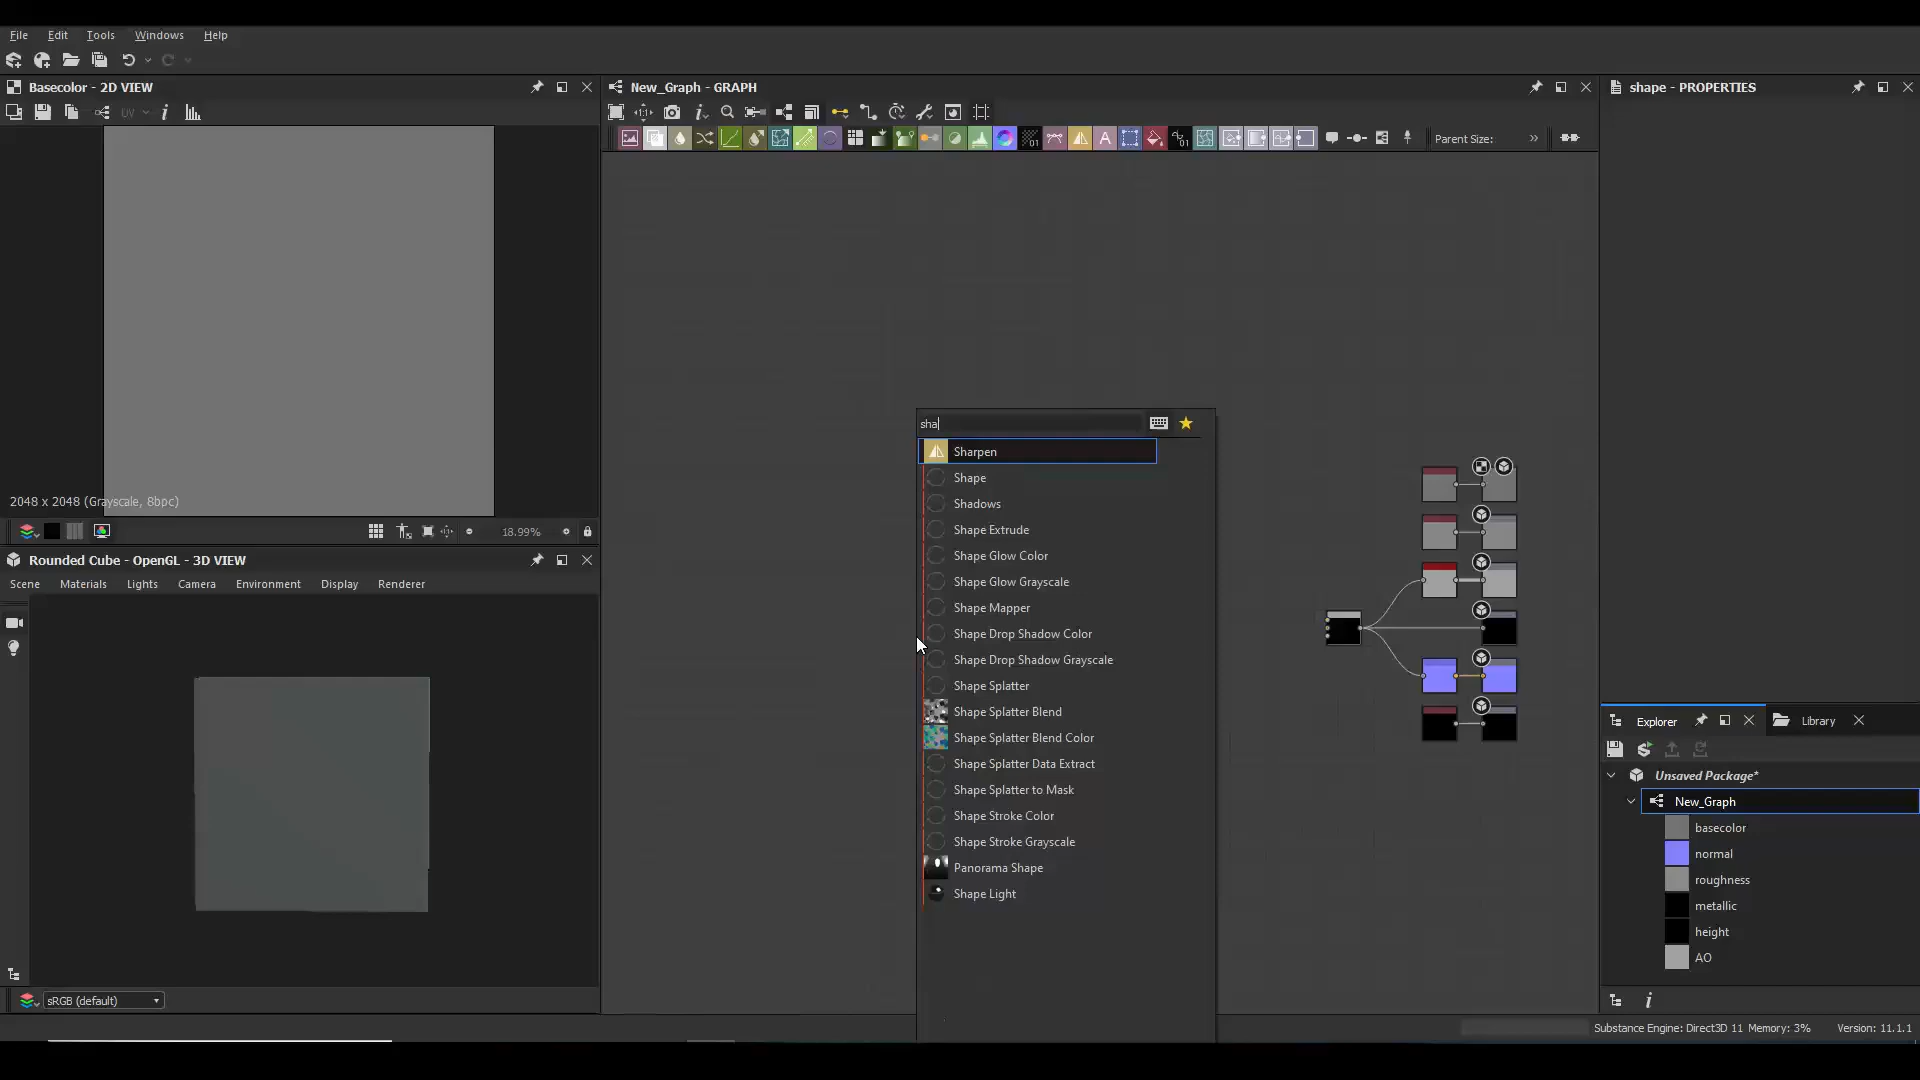 File Edit Tools Windows Help
Basecolor - 2D VIEW
New_Graph - GRAPH
shape - PROPERTIES
UV
A
01
01
Parent Size:
»
2048 x 2048 (Grayscale, 8bpc)
18.99%
Rounded Cube - OpenGL - 3D VIEW
Scene Materials Lights Camera Environment Display Renderer
sRGB (default)
sha
Sharpen
Shape
Shadows
Shape Extrude
Shape Glow Color
Shape Glow Grayscale
Shape Mapper
Shape Drop Shadow Color
Shape Drop Shadow Grayscale
Shape Splatter
Shape Splatter Blend
Shape Splatter Blend Color
Shape Splatter Data Extract
Shape Splatter to Mask
Shape Stroke Color
Shape Stroke Grayscale
Panorama Shape
Shape Light
Explorer
Library
Unsaved Package*
New_Graph
basecolor
normal
roughness
metallic
height
AO
Substance Engine: Direct3D 11 Memory: 3% Version: 11.1.1